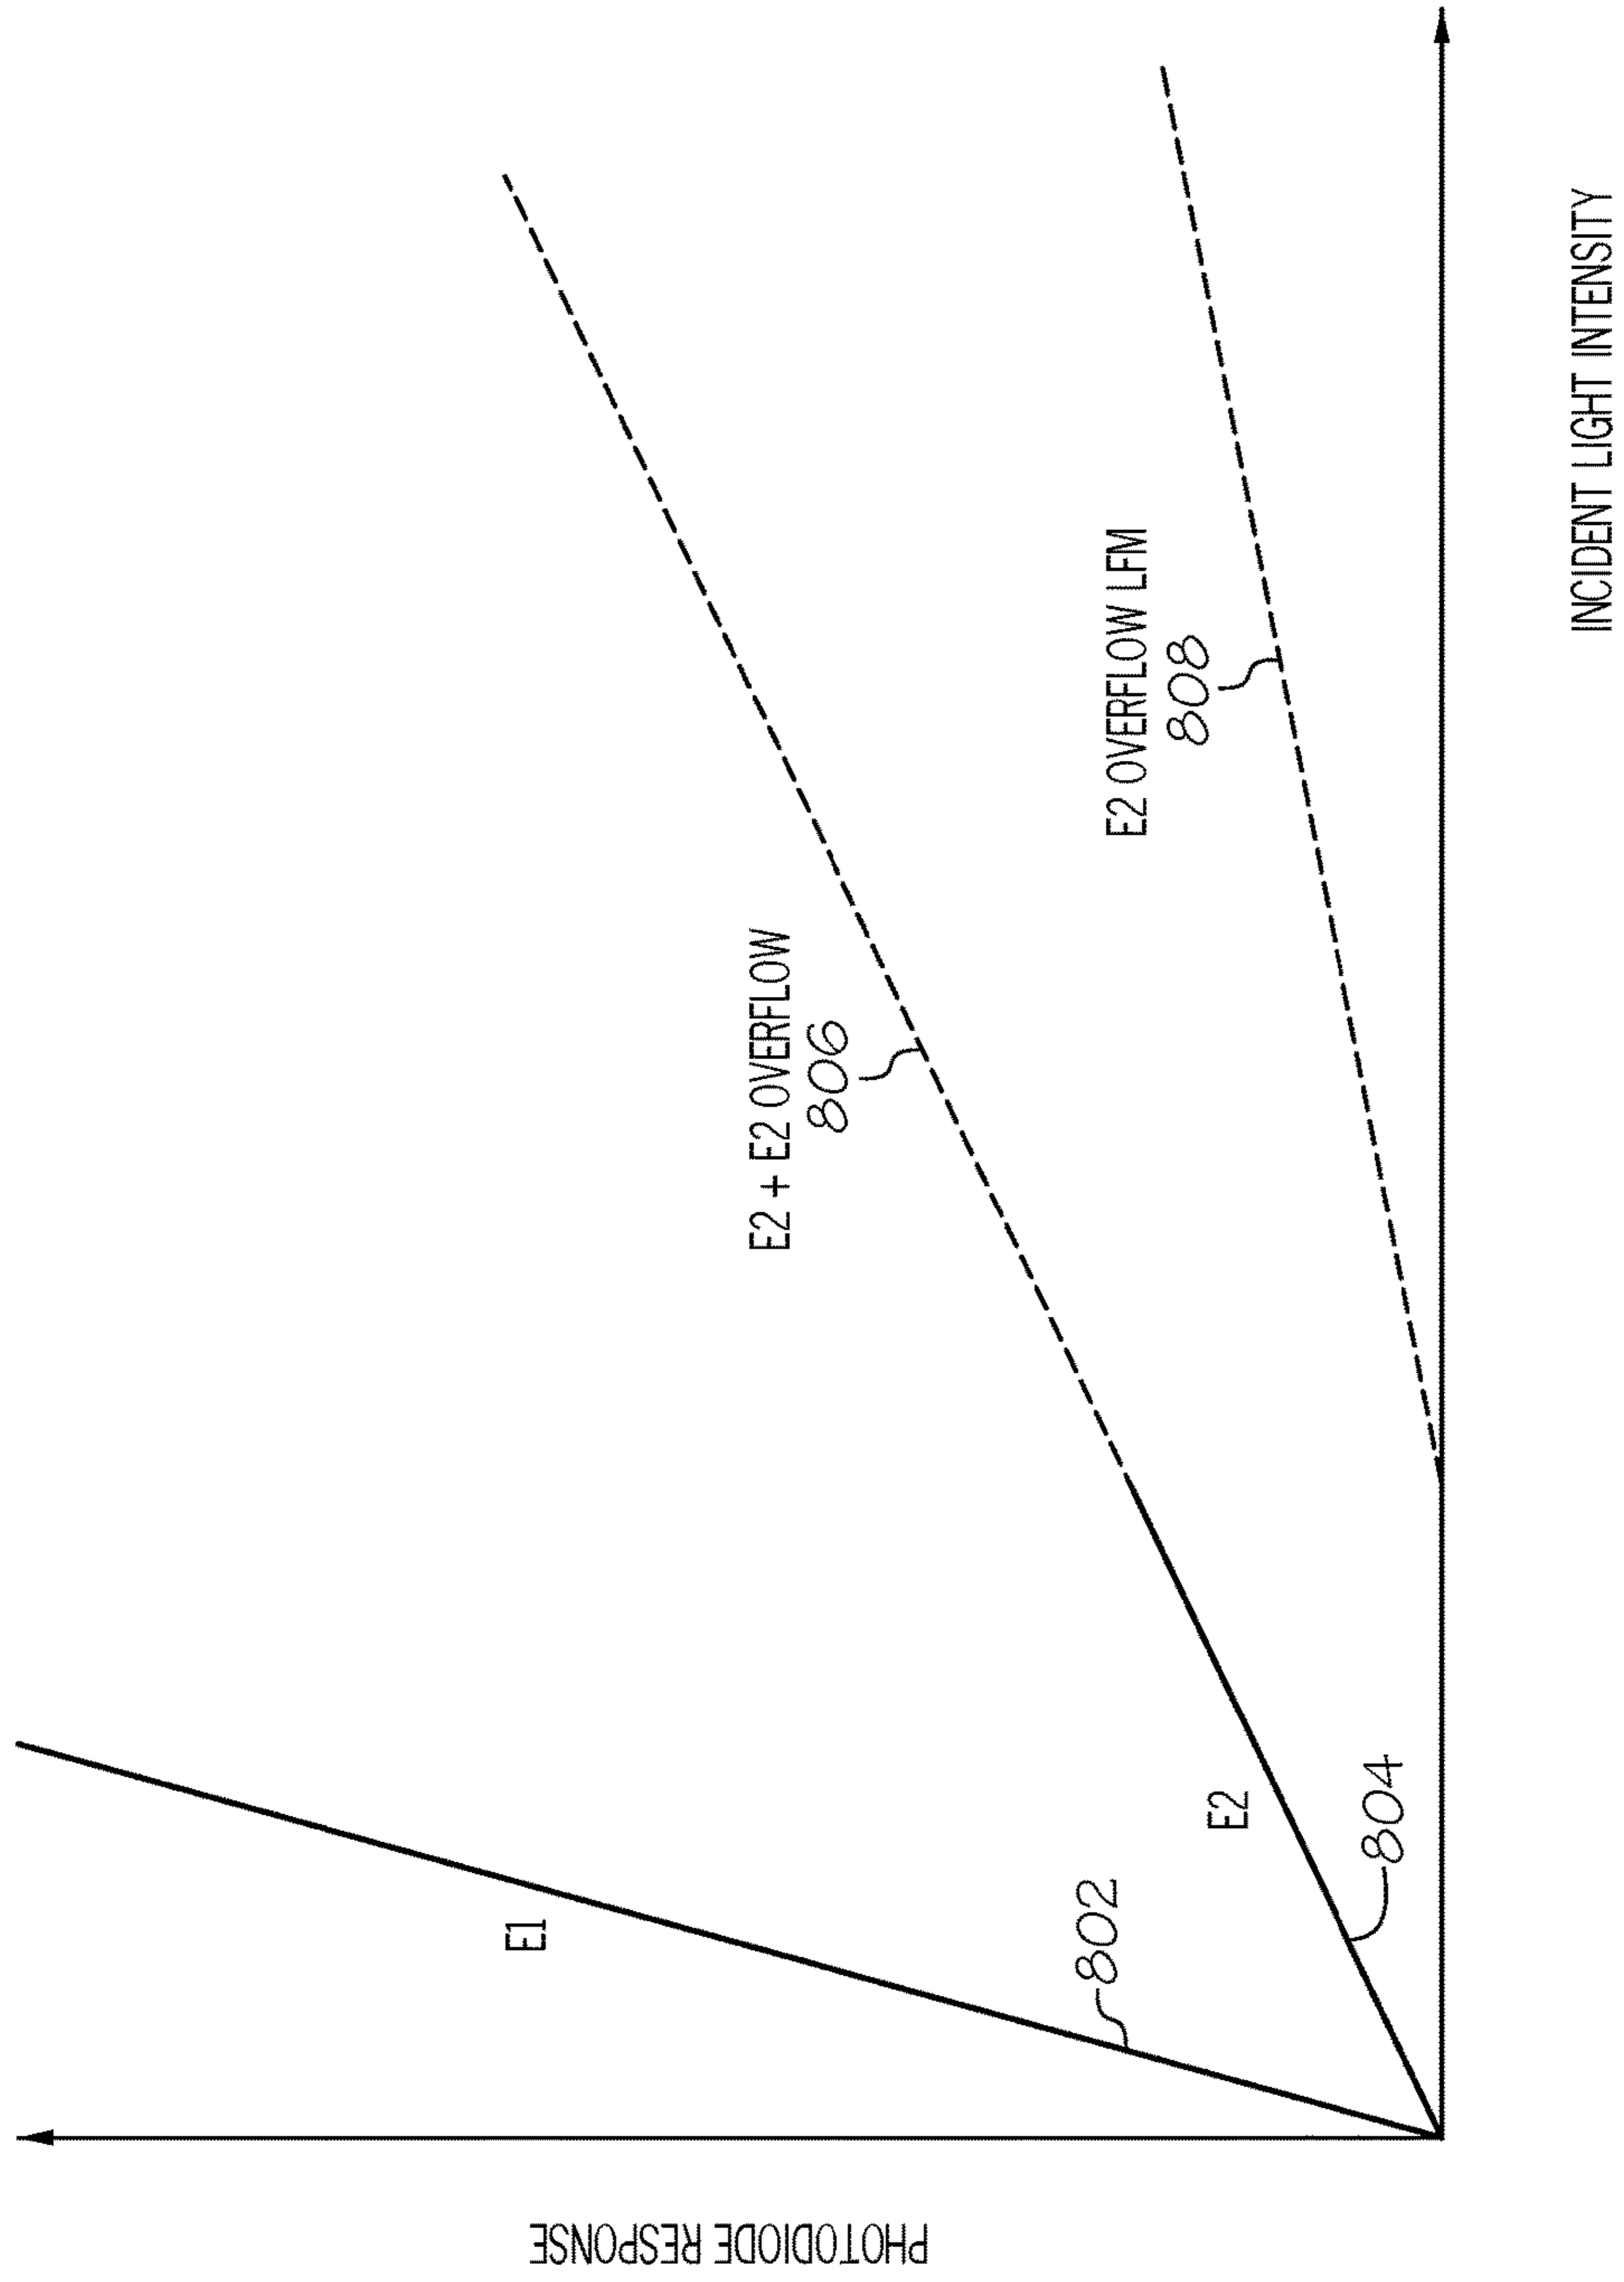 PHOTODIODE RESPONSE
E1
802
E2
804
E2 + E2 OVERFLOW
806
E2 OVERFLOW LFM
808
INCIDENT LIGHT INTENSITY